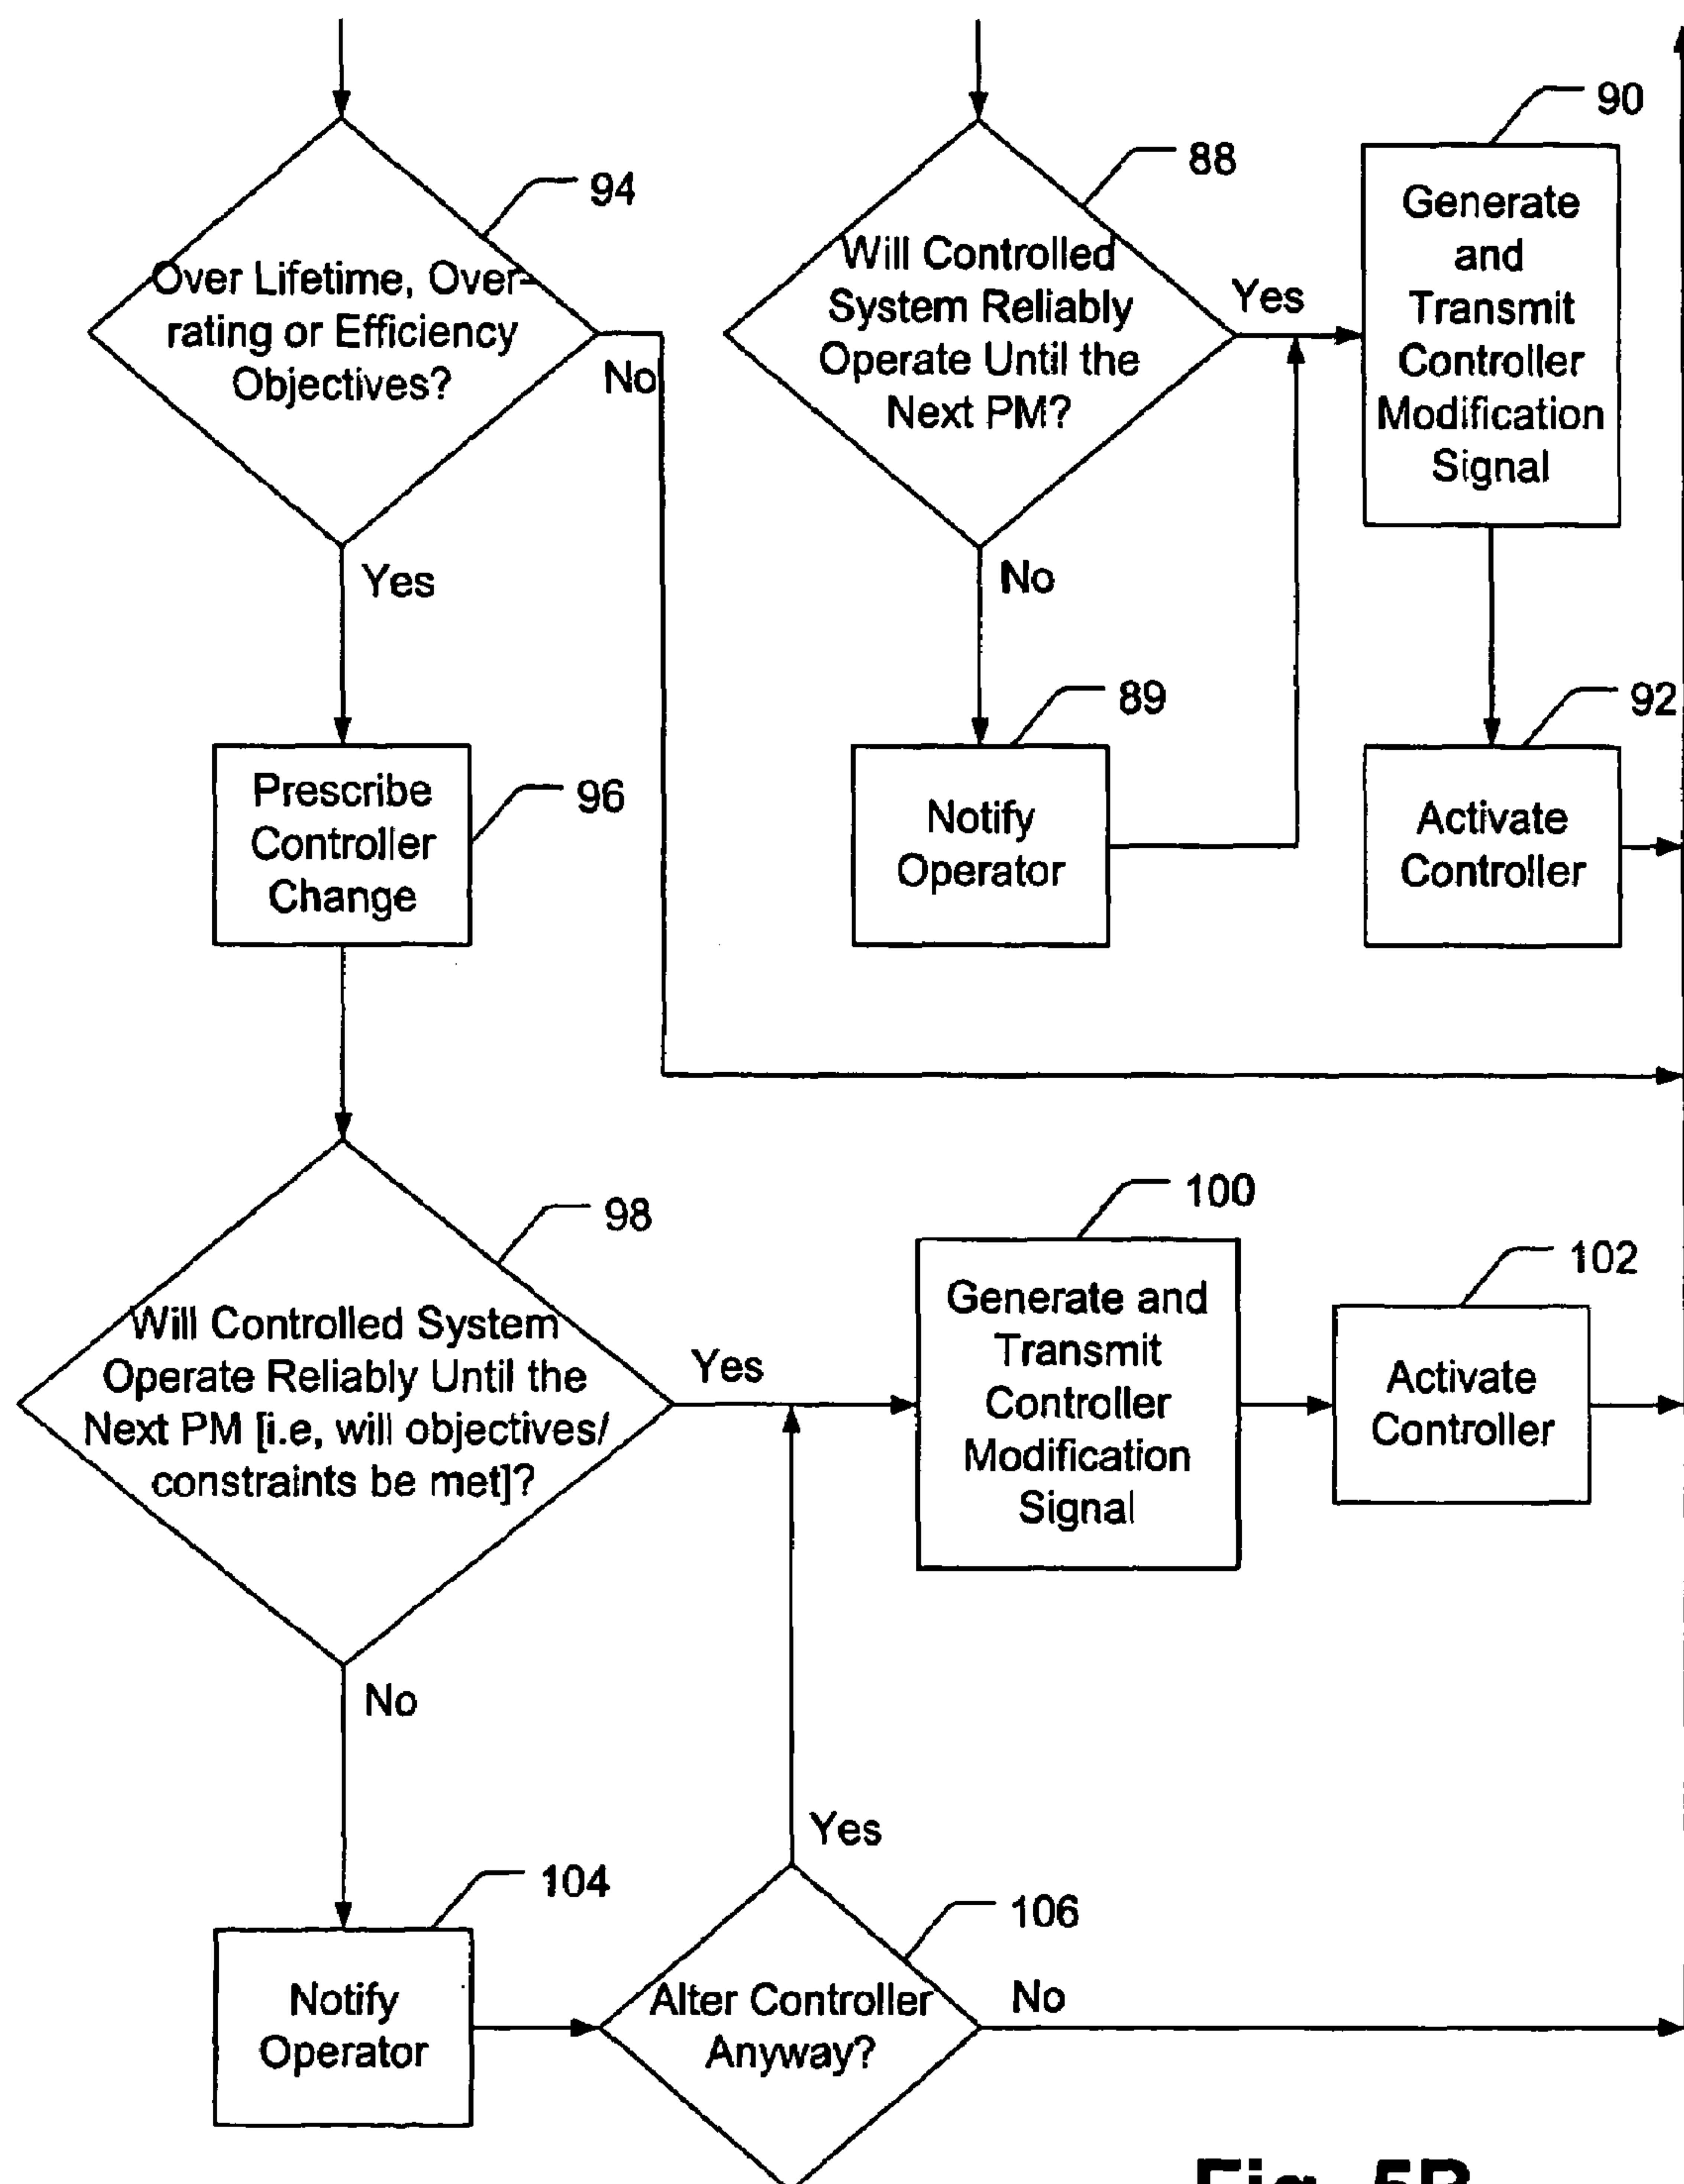 94
Over Lifetime, Over-
rating or Efficiency
Objectives?
No
Yes
88
Will Controlled
System Reliably
Operate Until the
Next PM?
Yes
No
90
Generate
and
Transmit
Controller
Modification
Signal
89
Notify
Operator
92
Activate
Controller
96
Prescribe
Controller
Change
98
Will Controlled System
Operate Reliably Until the
Next PM [i.e, will objectives/
constraints be met]?
Yes
No
100
Generate and
Transmit
Controller
Modification
Signal
102
Activate
Controller
104
Notify
Operator
106
Alter Controller
Anyway?
Yes
No
Fig. 5B